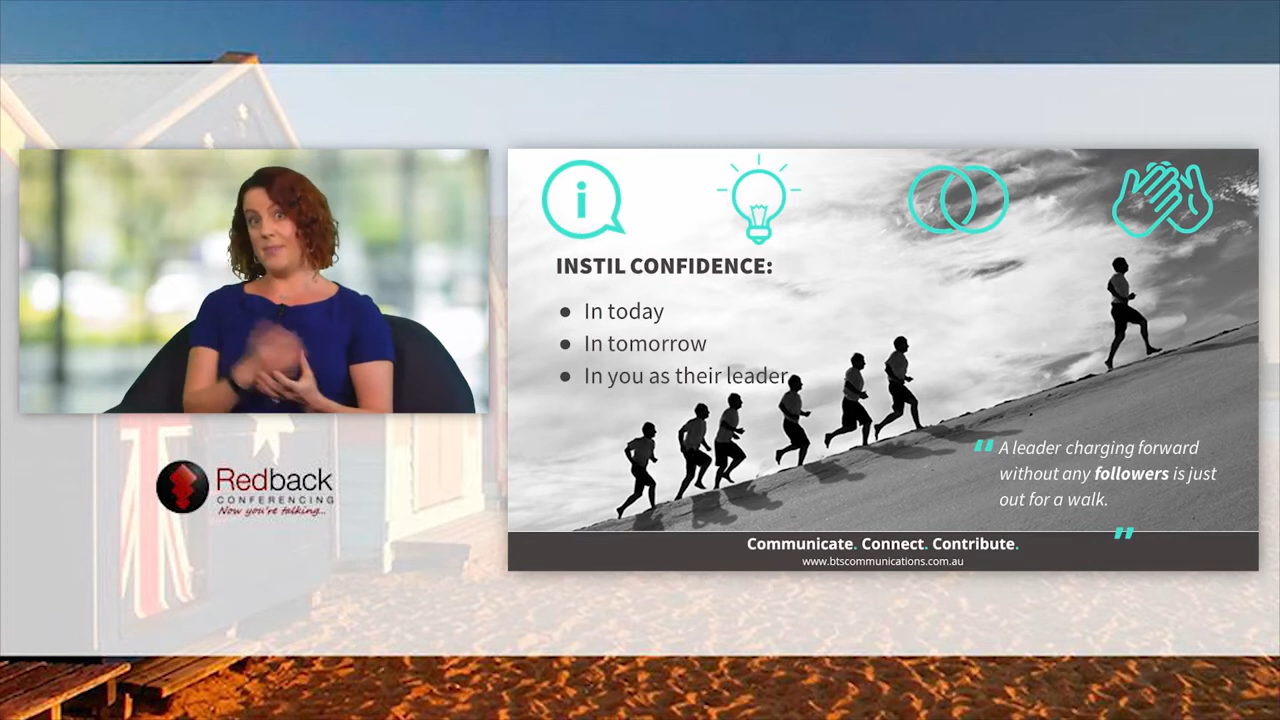 i
INSTIL CONFIDENCE:
● In today
● In tomorrow
● In you as their leader
" A leader charging forward
without any followers is just
out for a walk.
"
Communicate. Connect. Contribute.
www.btscommunications.com.au
Redback
CONFERENCING
Now you're talking...